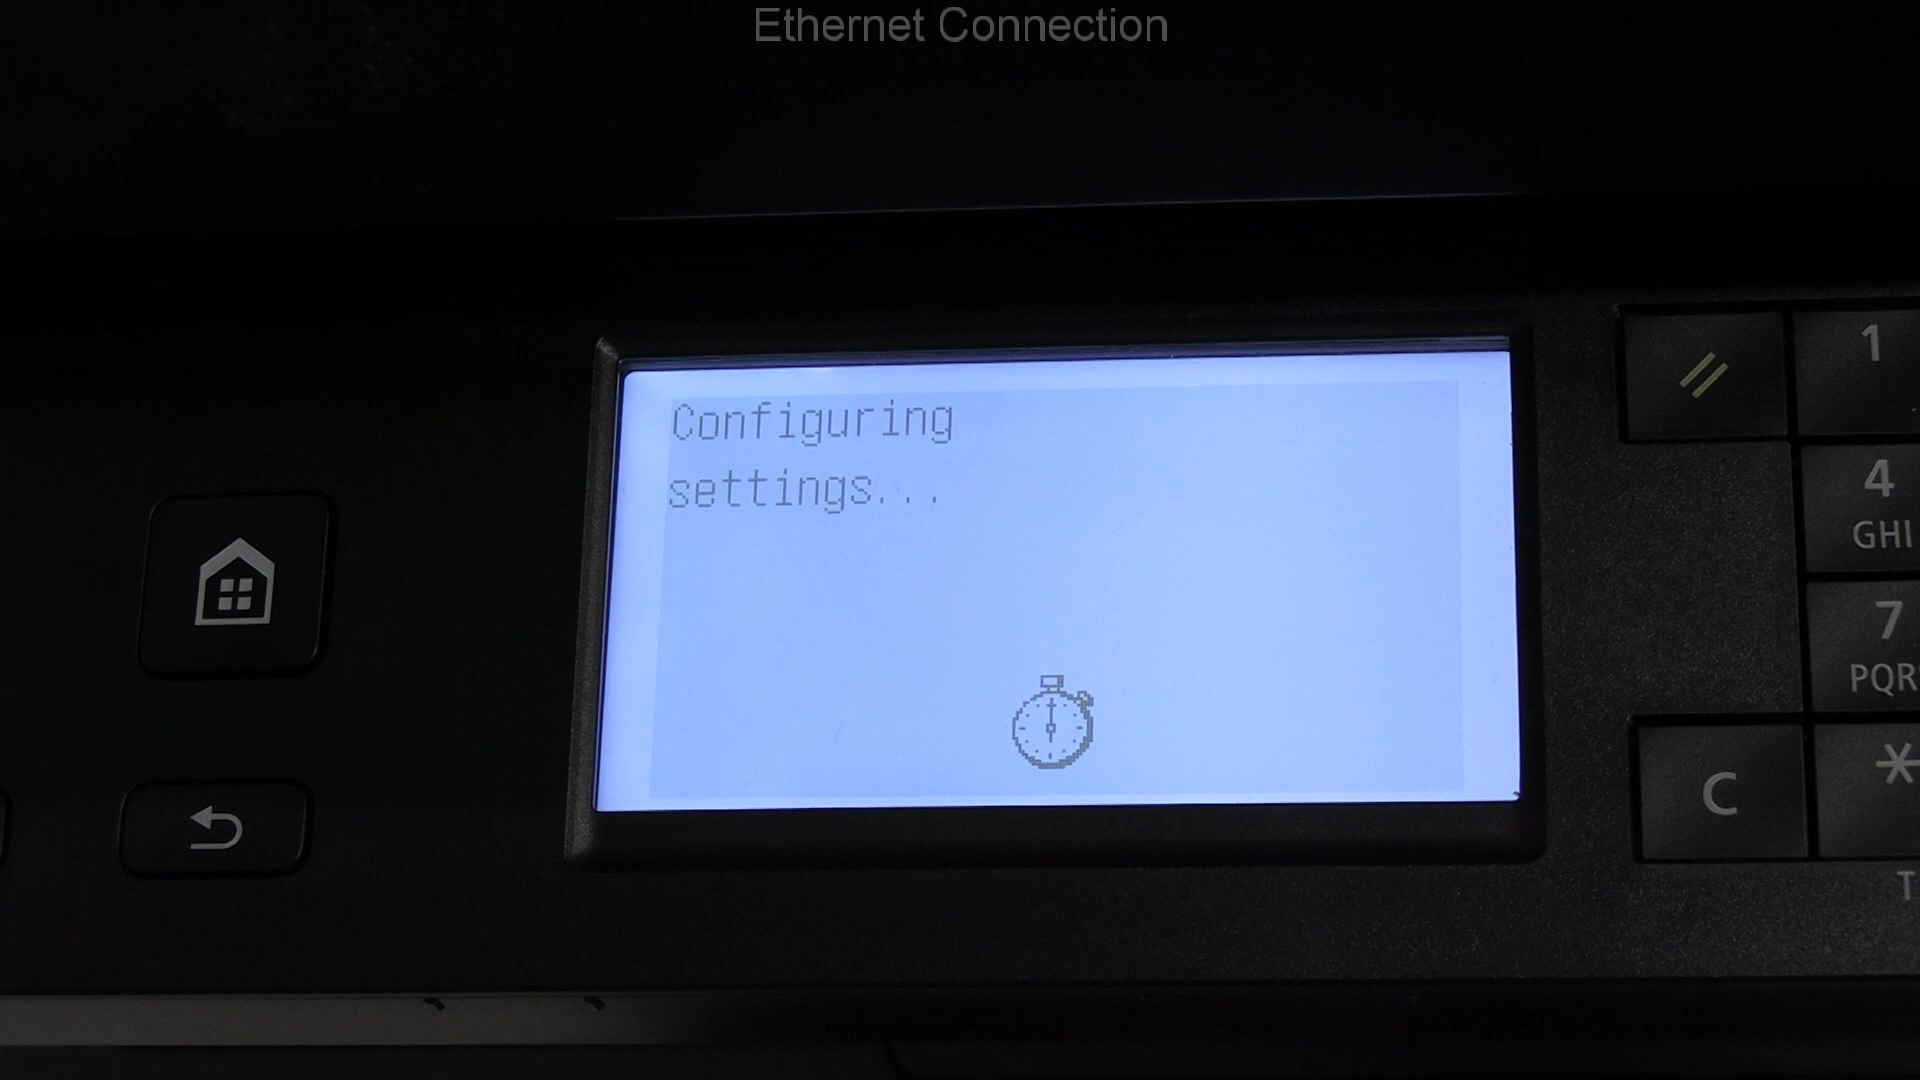 Ethernet Connection
Configuring
settings...
1
4
GHI
7
PQR
C
*
T